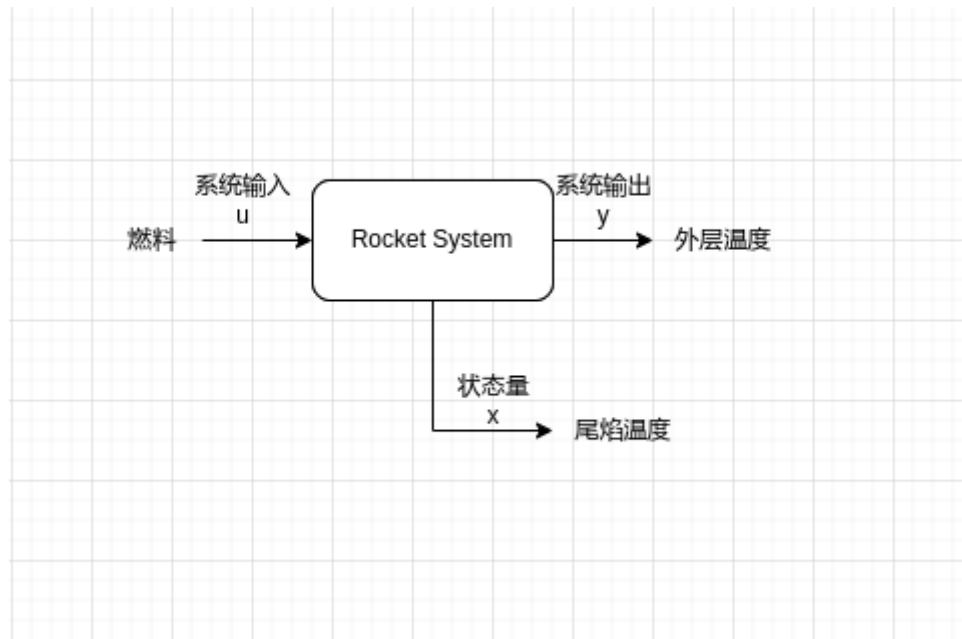 系统输入
u
燃料
Rocket System
系统输出
y
外层温度
状态量
x
尾焰温度